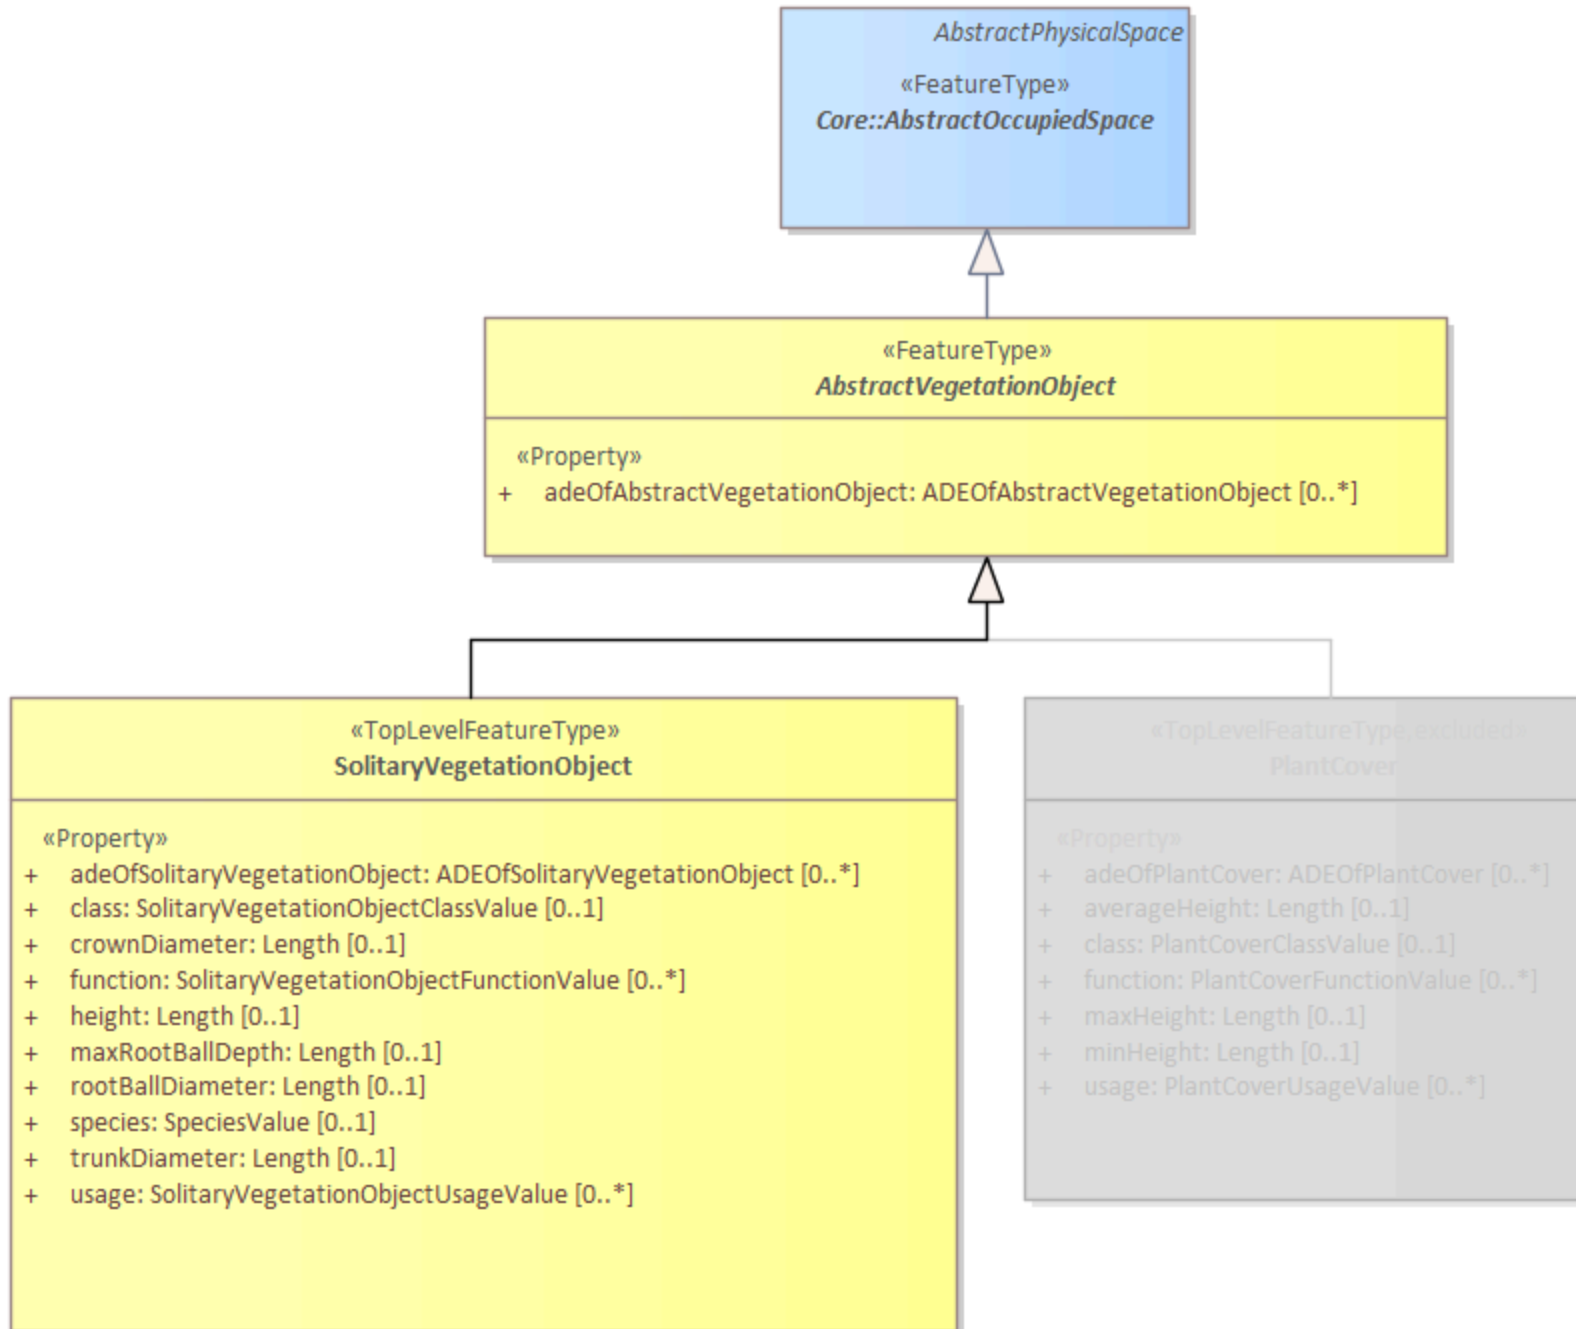 AbstractPhysicalSpace
«FeatureType»
Core::AbstractOccupiedSpace
«FeatureType»
AbstractVegetationObject
«Property»
+ adeOfAbstractVegetationObject: ADEOfAbstractVegetationObject [0..*]
«TopLevelFeatureType»
SolitaryVegetationObject
«Property»
+ adeOfSolitaryVegetationObject: ADEOfSolitaryVegetationObject [0..*]
+ class: SolitaryVegetationObjectClassValue [0..1]
+ crownDiameter: Length [0..1]
+ function: SolitaryVegetationObjectFunctionValue [0..*]
+ height: Length [0..1]
+ maxRootBallDepth: Length [0..1]
+ rootBallDiameter: Length [0..1]
+ species: SpeciesValue [0..1]
+ trunkDiameter: Length [0..1]
+ usage: SolitaryVegetationObjectUsageValue [0..*]
«TopLevelFeatureType,excluded»
PlantCover
«Property»
+ adeOfPlantCover: ADEOfPlantCover [0..*]
+ averageHeight: Length [0..1]
+ class: PlantCoverClassValue [0..1]
+ function: PlantCoverFunctionValue [0..*]
+ maxHeight: Length [0..1]
+ minHeight: Length [0..1]
+ usage: PlantCoverUsageValue [0..*]